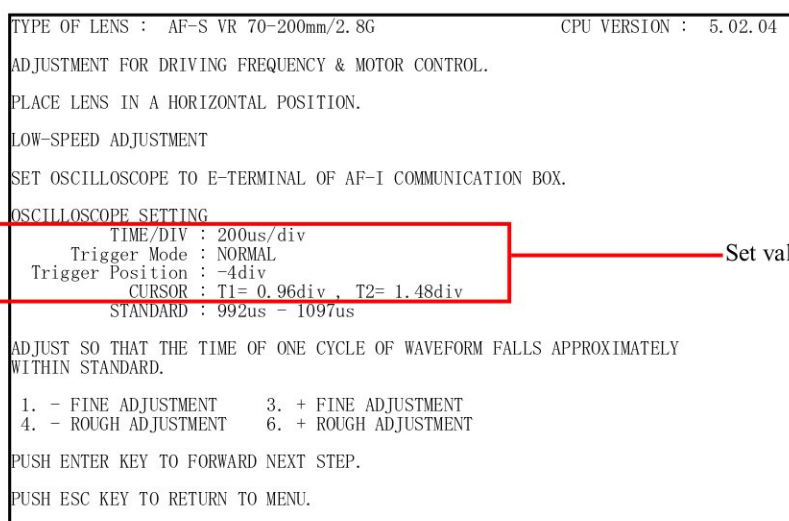 TYPE OF LENS : AF-S VR 70-200mm/2.8G CPU VERSION : 5.02.04
ADJUSTMENT FOR DRIVING FREQUENCY & MOTOR CONTROL.
PLACE LENS IN A HORIZONTAL POSITION.
LOW-SPEED ADJUSTMENT
SET OSCILLOSCOPE TO E-TERMINAL OF AF-I COMMUNICATION BOX.
OSCILLOSCOPE SETTING
TIME/DIV : 200us/div
Trigger Mode : NORMAL
Trigger Position : -4div
CURSOR : T1= 0.96div , T2= 1.48div
STANDARD : 992us - 1097us
Set val
ADJUST SO THAT THE TIME OF ONE CYCLE OF WAVEFORM FALLS APPROXIMATELY
WITHIN STANDARD.
1. - FINE ADJUSTMENT 3. + FINE ADJUSTMENT
4. - ROUGH ADJUSTMENT 6. + ROUGH ADJUSTMENT
PUSH ENTER KEY TO FORWARD NEXT STEP.
PUSH ESC KEY TO RETURN TO MENU.